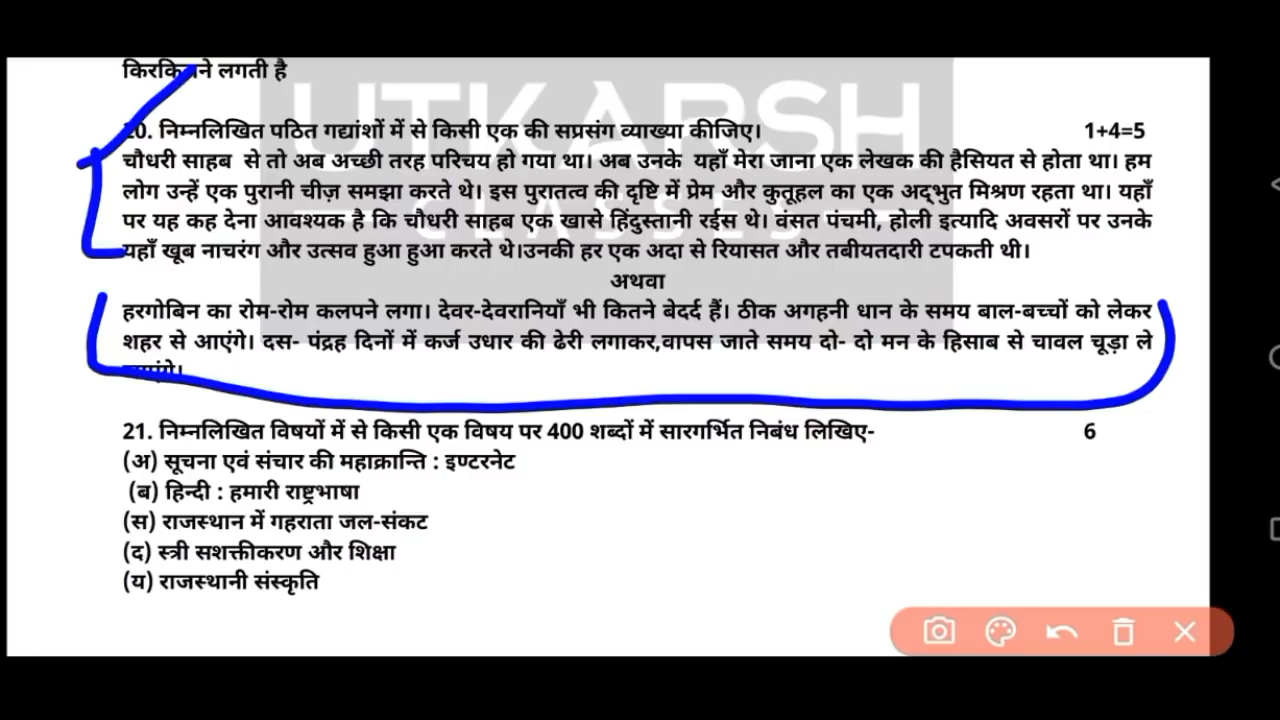 किरकिराने लगती है
UTKARSH
CLASSES
20. निम्नलिखित पठित गद्यांशों में से किसी एक की सप्रसंग व्याख्या कीजिए। 1+4=5
चौधरी साहब से तो अब अच्छी तरह परिचय हो गया था। अब उनके यहाँ मेरा जाना एक लेखक की हैसियत से होता था। हम
लोग उन्हें एक पुरानी चीज़ समझा करते थे। इस पुरातत्व की दृष्टि में प्रेम और कुतूहल का एक अद्भुत मिश्रण रहता था। यहाँ
पर यह कह देना आवश्यक है कि चौधरी साहब एक खासे हिंदुस्तानी रईस थे। वंसत पंचमी, होली इत्यादि अवसरों पर उनके
यहाँ खूब नाचरंग और उत्सव हुआ हुआ करते थे।उनकी हर एक अदा से रियासत और तबीयतदारी टपकती थी।
अथवा
हरगोबिन का रोम-रोम कलपने लगा। देवर-देवरानियाँ भी कितने बेदर्द हैं। ठीक अगहनी धान के समय बाल-बच्चों को लेकर
शहर से आएंगे। दस- पंद्रह दिनों में कर्ज उधार की ढेरी लगाकर,वापस जाते समय दो- दो मन के हिसाब से चावल चूड़ा ले
21. निम्नलिखित विषयों में से किसी एक विषय पर 400 शब्दों में सारगर्भित निबंध लिखिए- 6
(अ) सूचना एवं संचार की महाक्रान्ति : इण्टरनेट
(ब) हिन्दी : हमारी राष्ट्रभाषा
(स) राजस्थान में गहराता जल-संकट
(द) स्त्री सशक्तीकरण और शिक्षा
(य) राजस्थानी संस्कृति